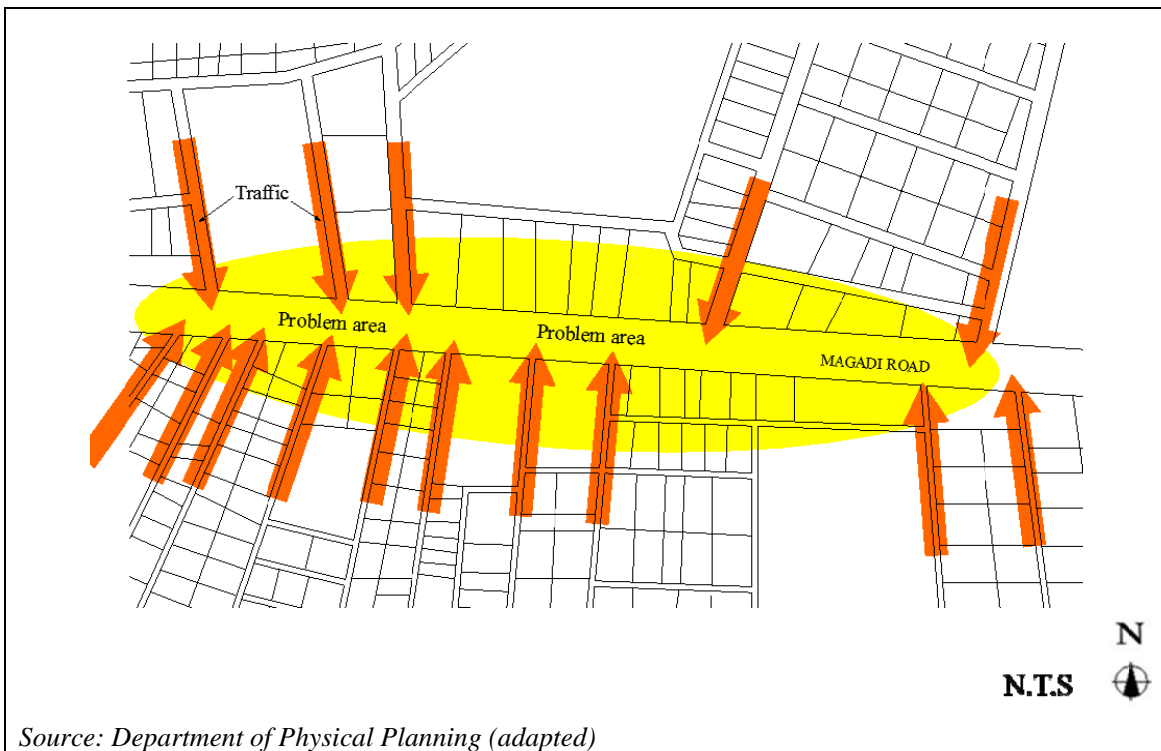 Traffic
Problem area
Problem area
MAGADI ROAD
N
N.T.S
Source: Department of Physical Planning (adapted)